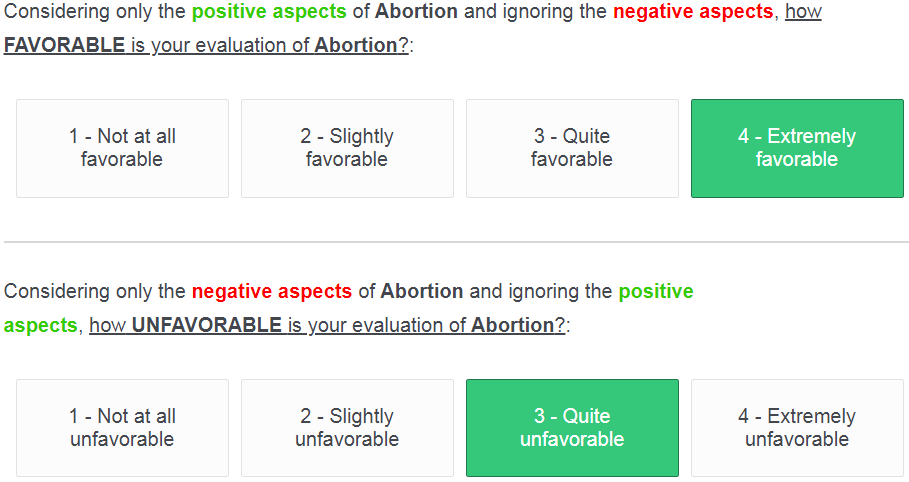 Considering only the positive aspects of Abortion and ignoring the negative aspects, how
FAVORABLE is your evaluation of Abortion?:
1 - Not at all
favorable
2 - Slightly
favorable
3 - Quite
favorable
4 - Extremely
favorable
Considering only the negative aspects of Abortion and ignoring the positive
aspects, how UNFAVORABLE is your evaluation of Abortion?:
1 - Not at all
unfavorable
2 - Slightly
unfavorable
3 - Quite
unfavorable
4 - Extremely
unfavorable